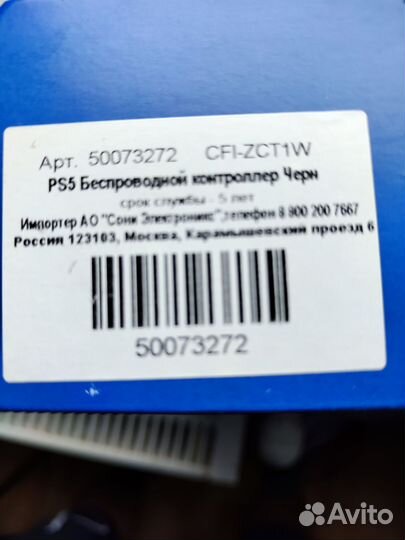 Арт. 50073272 CFI-ZCT1W
PS5 Беспроводной контроллер Черн
срок службы - 5 лет
Импортер АО "Сони Электроникс",телефон 8 800 200 7667
Россия 123103, Москва, Карамышевский проезд 6
50073272
Avito